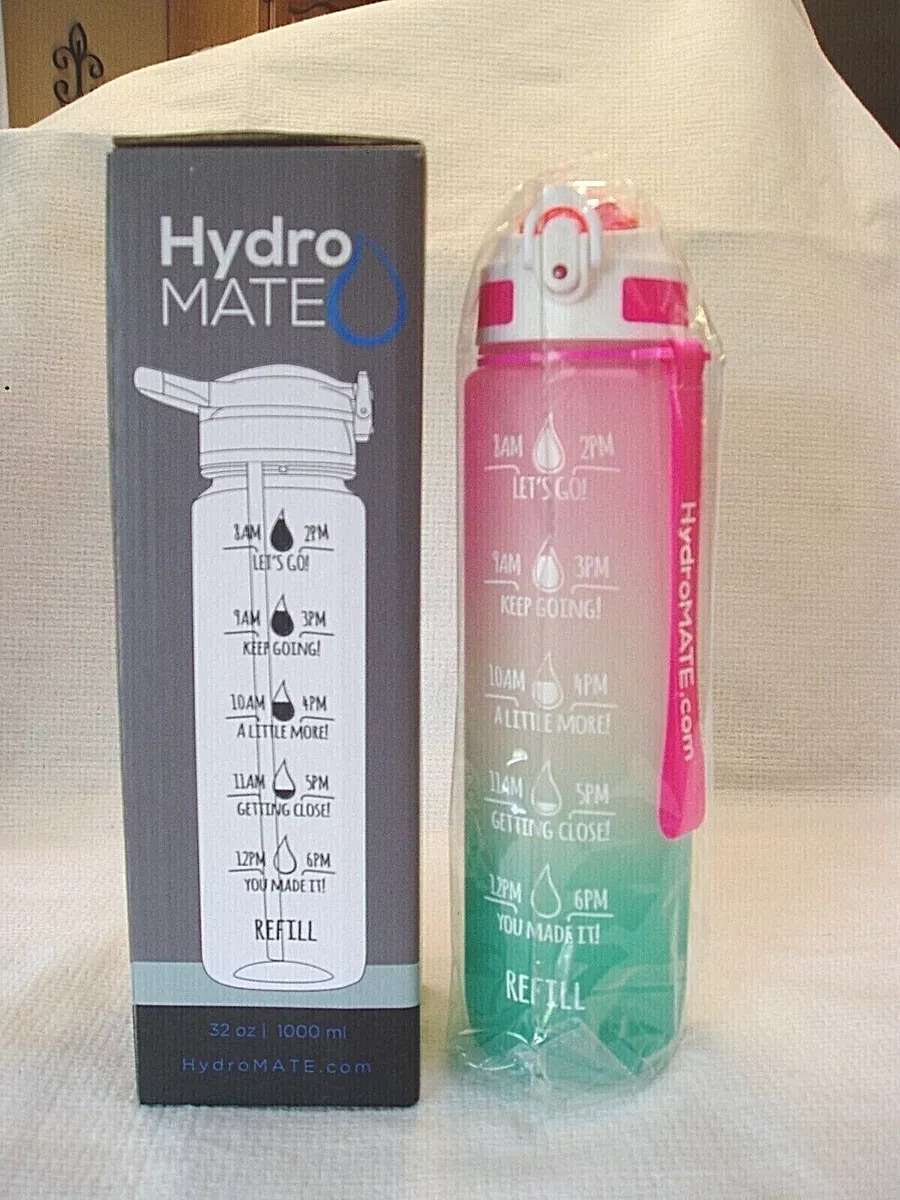 Hydro
MATE
8AM 2PM
LET'S GO!
9AM 3PM
KEEP GOING!
10AM 4PM
A LITTLE MORE!
11AM 5PM
GETTING CLOSE!
12PM 6PM
YOU MADE IT!
REFILL
32 oz | 1000 ml
HydroMATE.com
8AM 2PM
LET'S GO!
9AM 3PM
KEEP GOING!
10AM 4PM
A LITTLE MORE!
11AM 5PM
GETTING CLOSE!
12PM 6PM
YOU MADE IT!
REFILL
HydroMATE.com